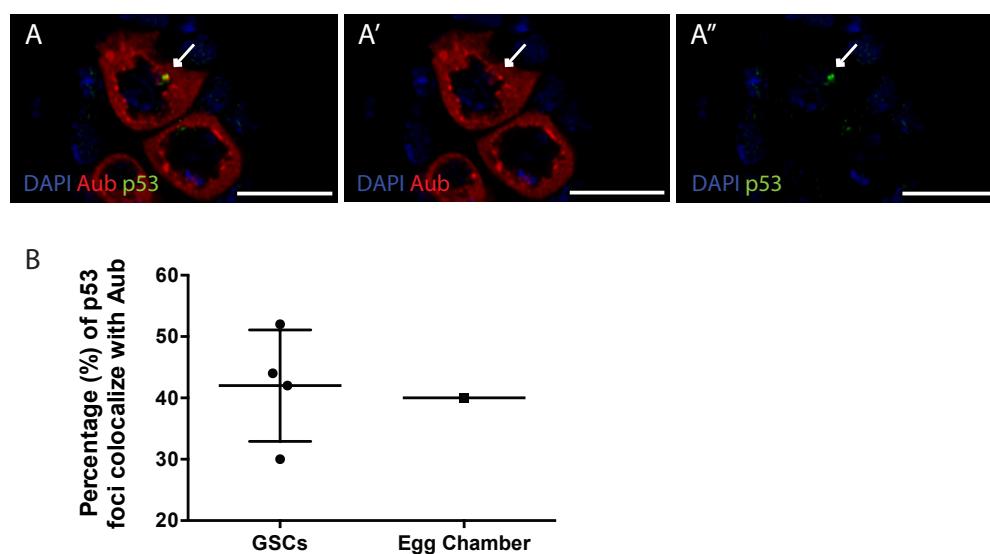 A
DAPI Aub p53
A'
DAPI Aub
A"
DAPI p53
B
Percentage (%) of p53
foci colocalize with Aub
60
50
40
30
20
GSCs
Egg Chamber